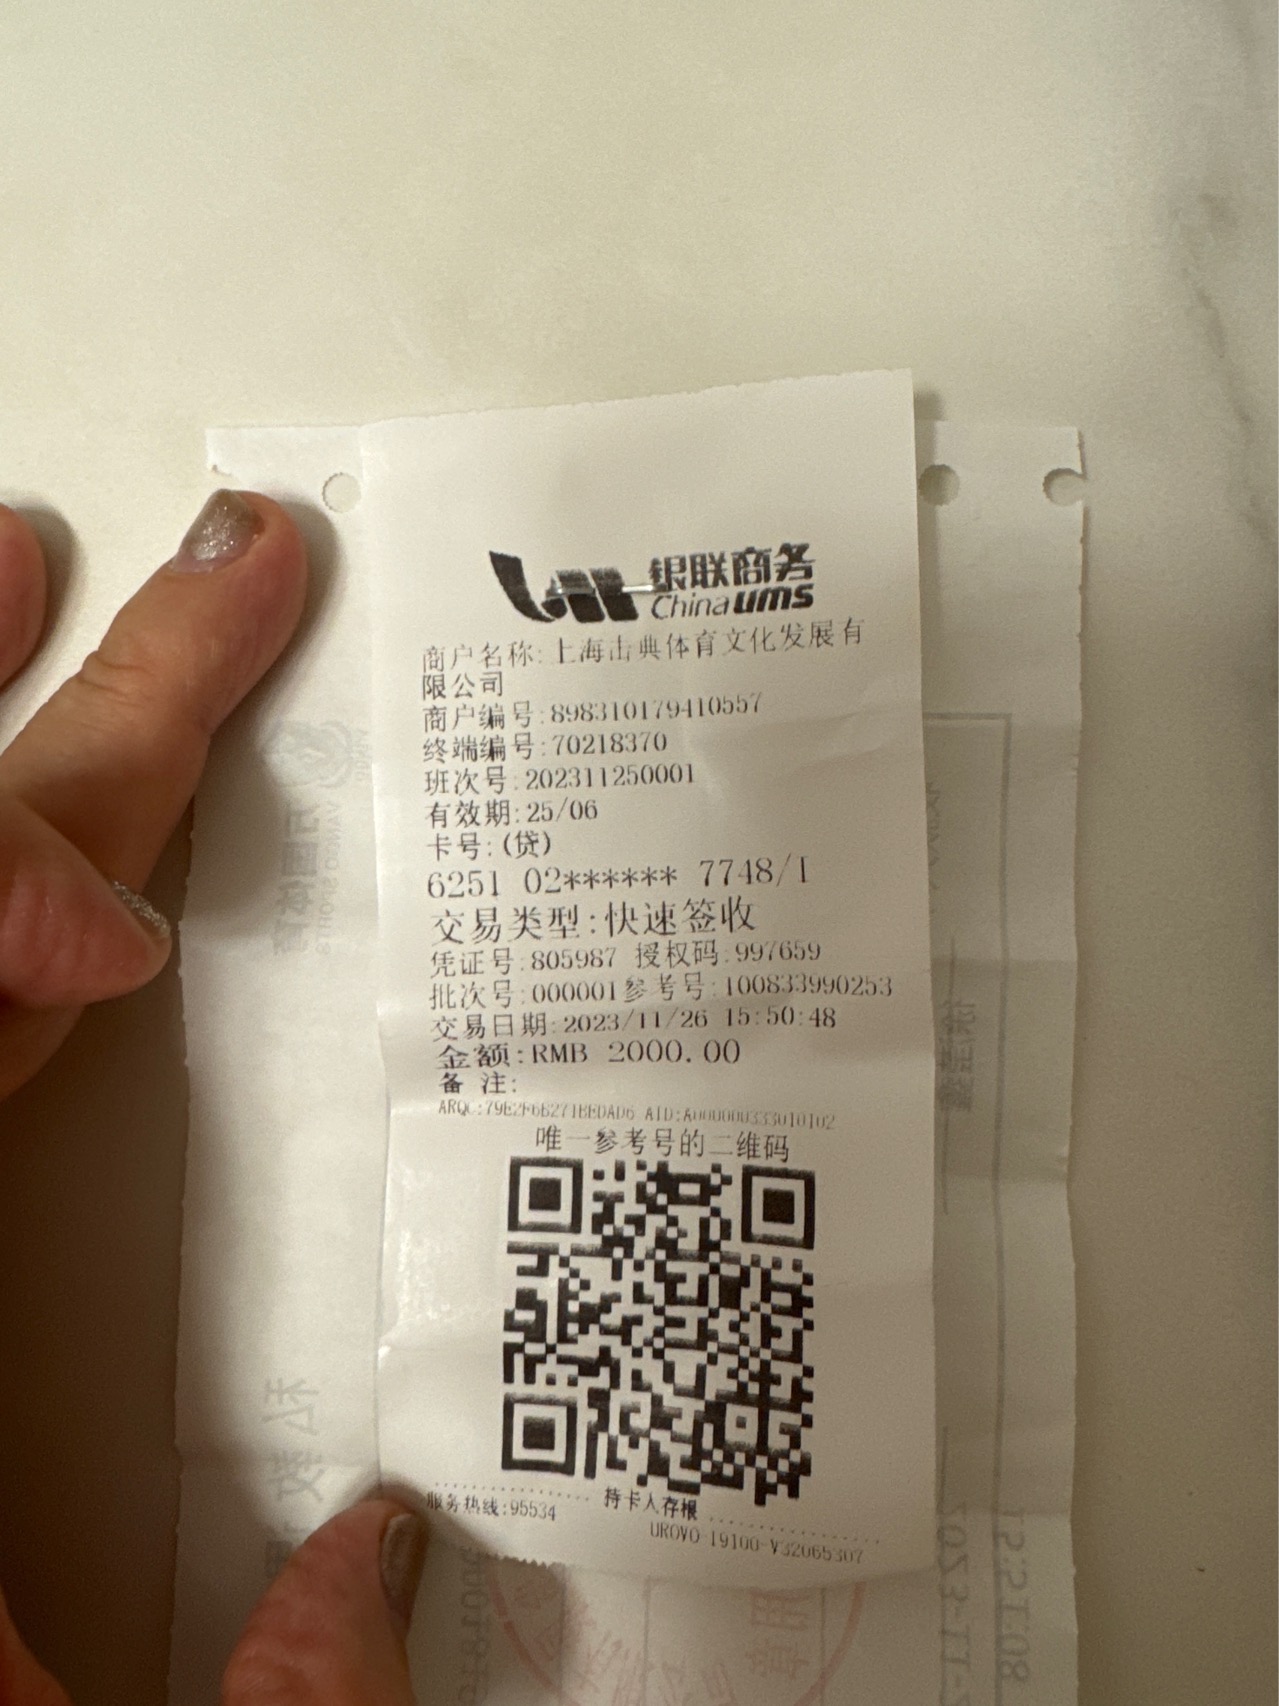 银联商务
China ums
商户名称:上海击典体育文化发展有
限公司
商户编号:898310179410557
终端编号:70218370
班次号:202311250001
有效期:25/06
卡号:(贷)
6251 02****** 7748/I
交易类型:快速签收
凭证号:805987 授权码:997659
批次号:000001参考号:100833990253
交易日期:2023/11/26 15:50:48
金额:RMB 2000.00
备 注:
ARQC:79E2F6B271BEDAD6 AID:A000000333010102
唯一参考号的二维码
持卡人存根
服务热线:95534
UROVO I9100-V32065307